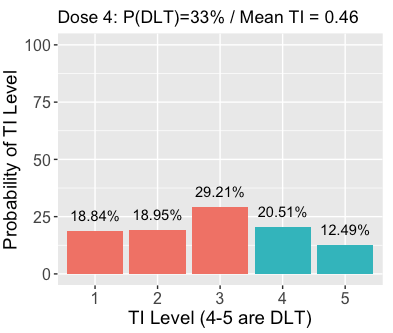 Dose 4: P(DLT)=33% / Mean TI = 0.46
Probability of TI Level
100
75
50
25
0
18.84%
18.95%
29.21%
20.51%
12.49%
1 2 3 4 5
TI Level (4-5 are DLT)